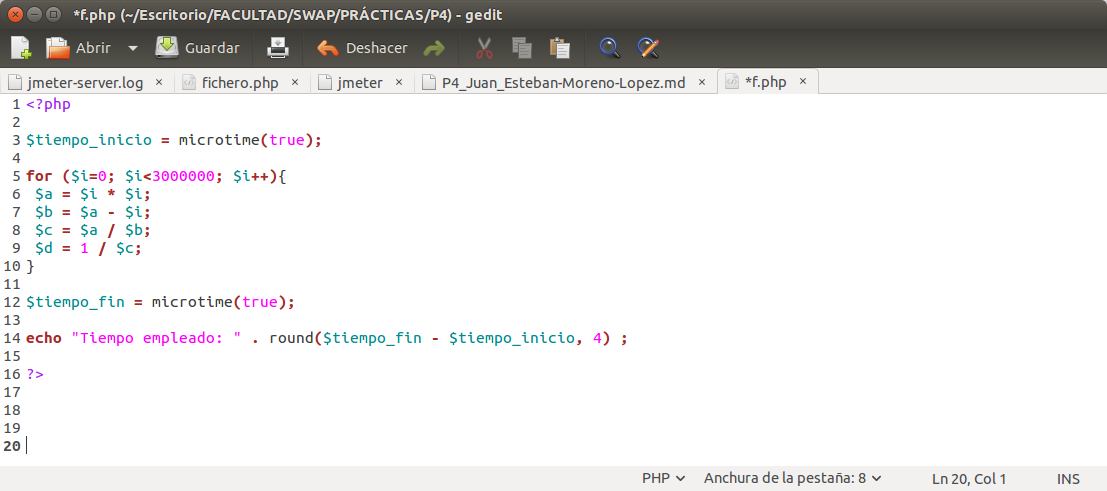 *f.php (~/Escritorio/FACULTAD/SWAP/PRÁCTICAS/P4) - gedit
Abrir Guardar Deshacer
jmeter-server.log × fichero.php × jmeter × P4_Juan_Esteban-Moreno-Lopez.md × *f.php ×
1 <?php
2
3 $tiempo_inicio = microtime(true);
4
5 for ($i=0; $i<3000000; $i++){
6  $a = $i * $i;
7  $b = $a - $i;
8  $c = $a / $b;
9  $d = 1 / $c;
10 }
11
12 $tiempo_fin = microtime(true);
13
14 echo "Tiempo empleado: " . round($tiempo_fin - $tiempo_inicio, 4) ;
15
16 ?>
17
18
19
20
PHP Anchura de la pestaña: 8 Ln 20, Col 1 INS